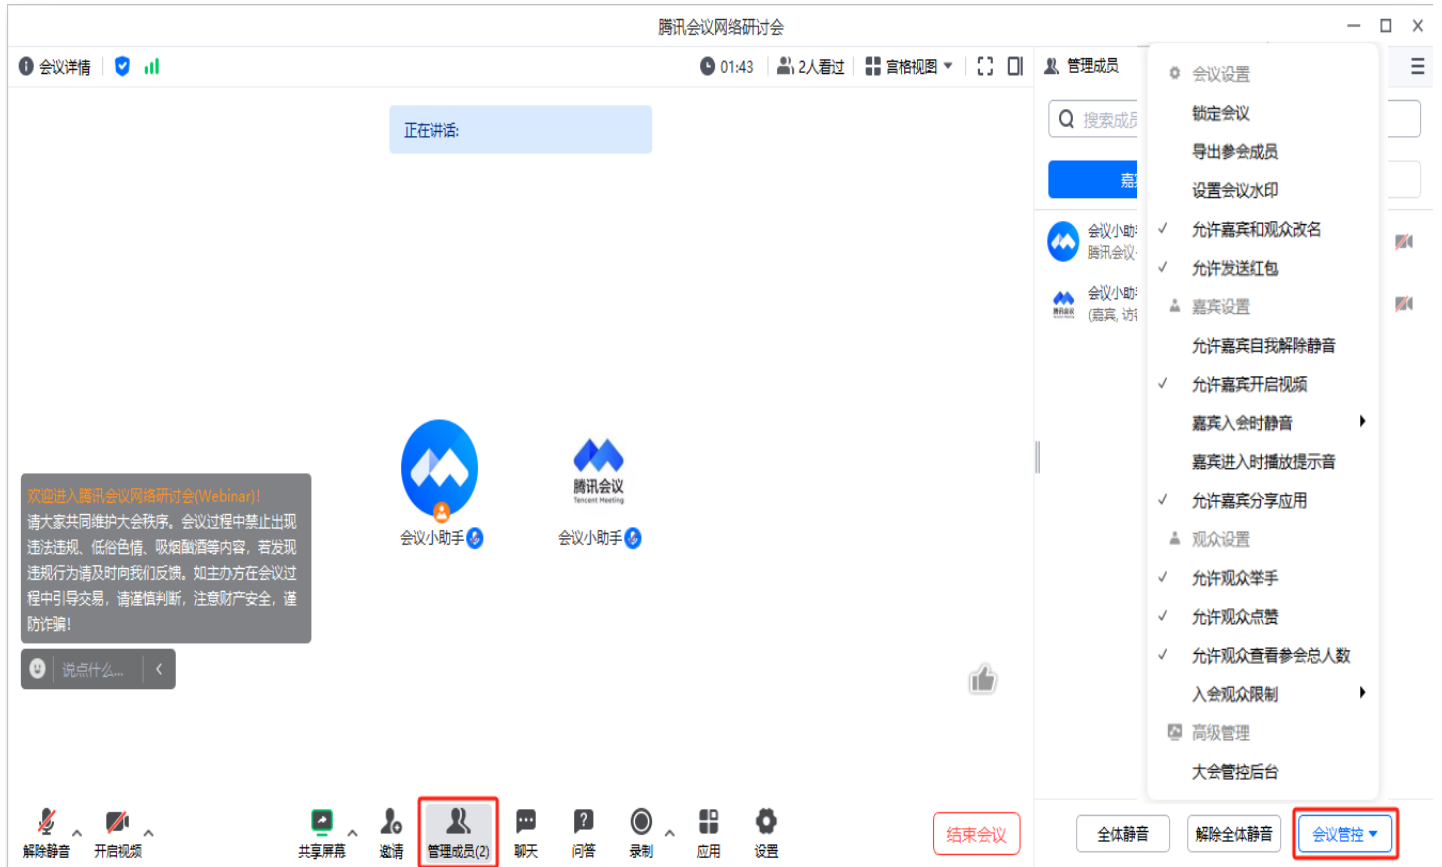 腾讯会议网络研讨会
会议详情
01:43
2人看过
宫格视图
管理成员
正在讲话:
搜索成员
会议小助
腾讯会议
会议小助
(嘉宾, 访
会议设置
锁定会议
导出参会成员
设置会议水印
允许嘉宾和观众改名
允许发送红包
嘉宾设置
允许嘉宾自我解除静音
允许嘉宾开启视频
嘉宾入会时静音
嘉宾进入时播放提示音
允许嘉宾分享应用
观众设置
允许观众举手
允许观众点赞
允许观众查看参会总人数
入会观众限制
高级管理
大会管控后台
腾讯会议
Tencent Meeting
会议小助手
会议小助手
欢迎进入腾讯会议网络研讨会(Webinar)!
请大家共同维护大会秩序。会议过程中禁止出现
违法违规、低俗色情、吸烟酗酒等内容，若发现
违规行为请及时向我们反馈。如主办方在会议过
程中引导交易，请谨慎判断，注意财产安全，谨
防诈骗!
说点什么...
解除静音
开启视频
共享屏幕
邀请
管理成员(2)
聊天
问答
录制
应用
设置
结束会议
全体静音
解除全体静音
会议管控